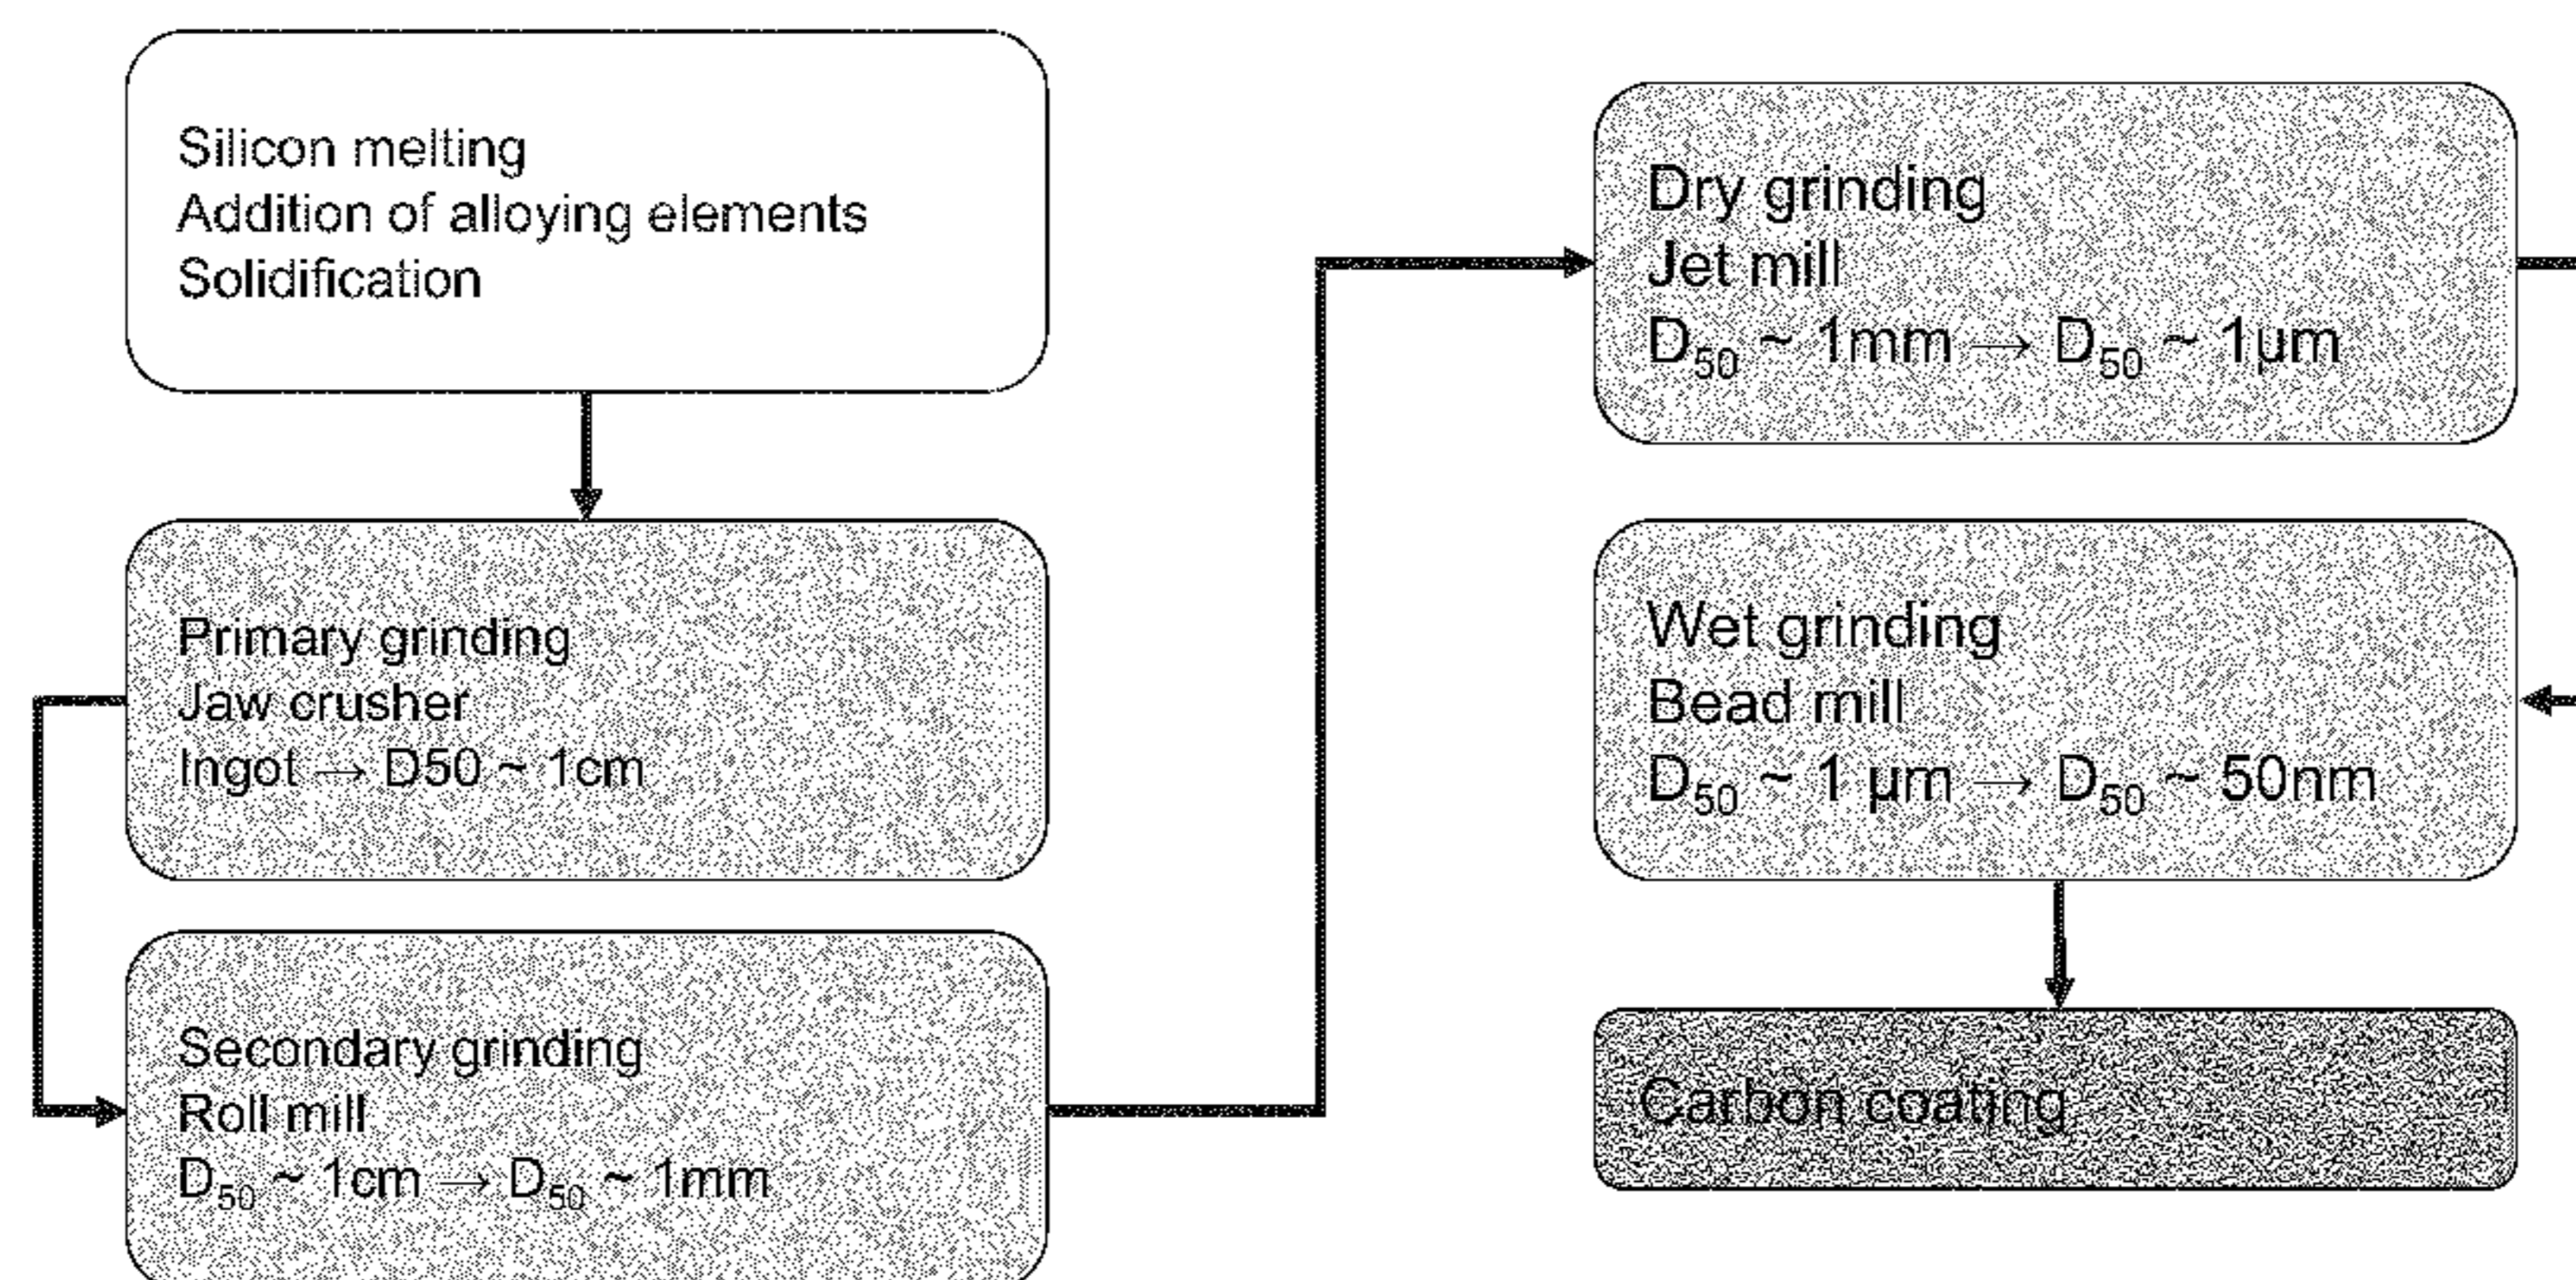 Silicon melting
Addition of alloying elements
Solidification
Primary grinding
Jaw crusher
Ingot → D50 ~ 1cm
Secondary grinding
Roll mill
D₅₀ ~ 1cm → D₅₀ ~ 1mm
Dry grinding
Jet mill
D₅₀ ~ 1mm → D₅₀ ~ 1µm
Wet grinding
Bead mill
D₅₀ ~ 1 µm → D₅₀ ~ 50nm
Carbon coating